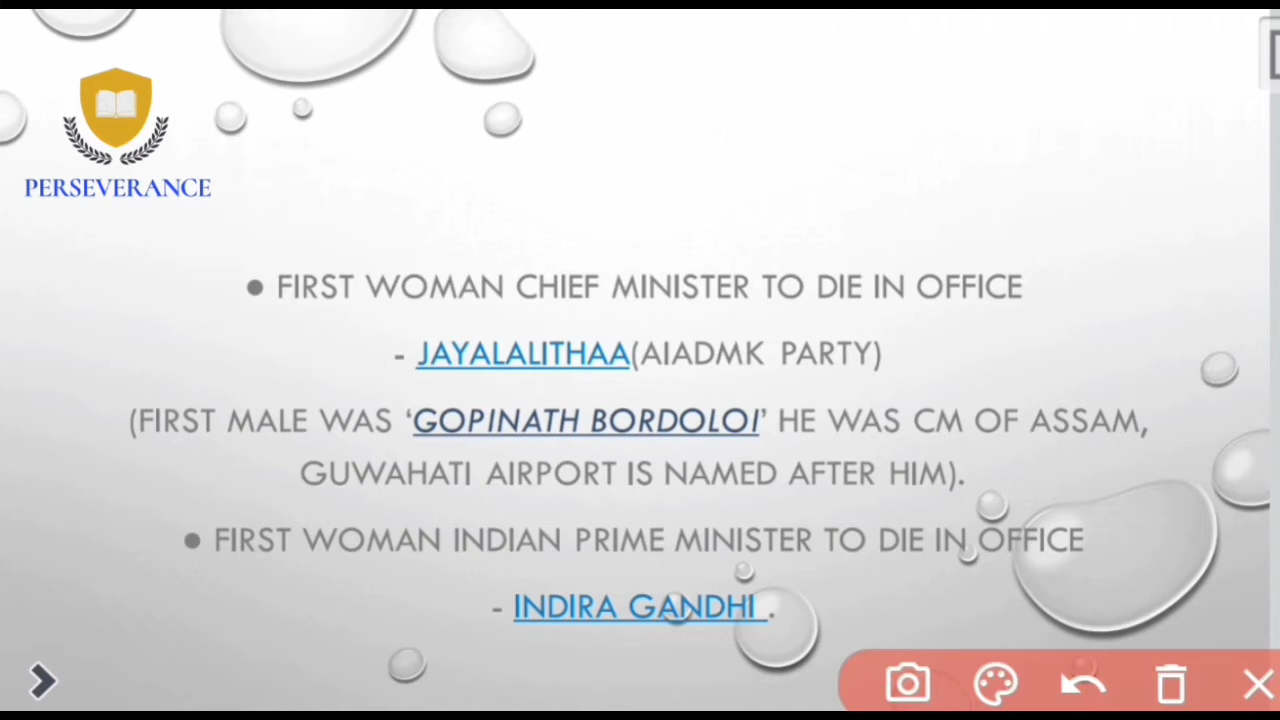 PERSEVERANCE
● FIRST WOMAN CHIEF MINISTER TO DIE IN OFFICE
- JAYALALITHAA(AIADMK PARTY)
(FIRST MALE WAS ‘GOPINATH BORDOLOI’ HE WAS CM OF ASSAM,
GUWAHATI AIRPORT IS NAMED AFTER HIM).
● FIRST WOMAN INDIAN PRIME MINISTER TO DIE IN OFFICE
- INDIRA GANDHI .